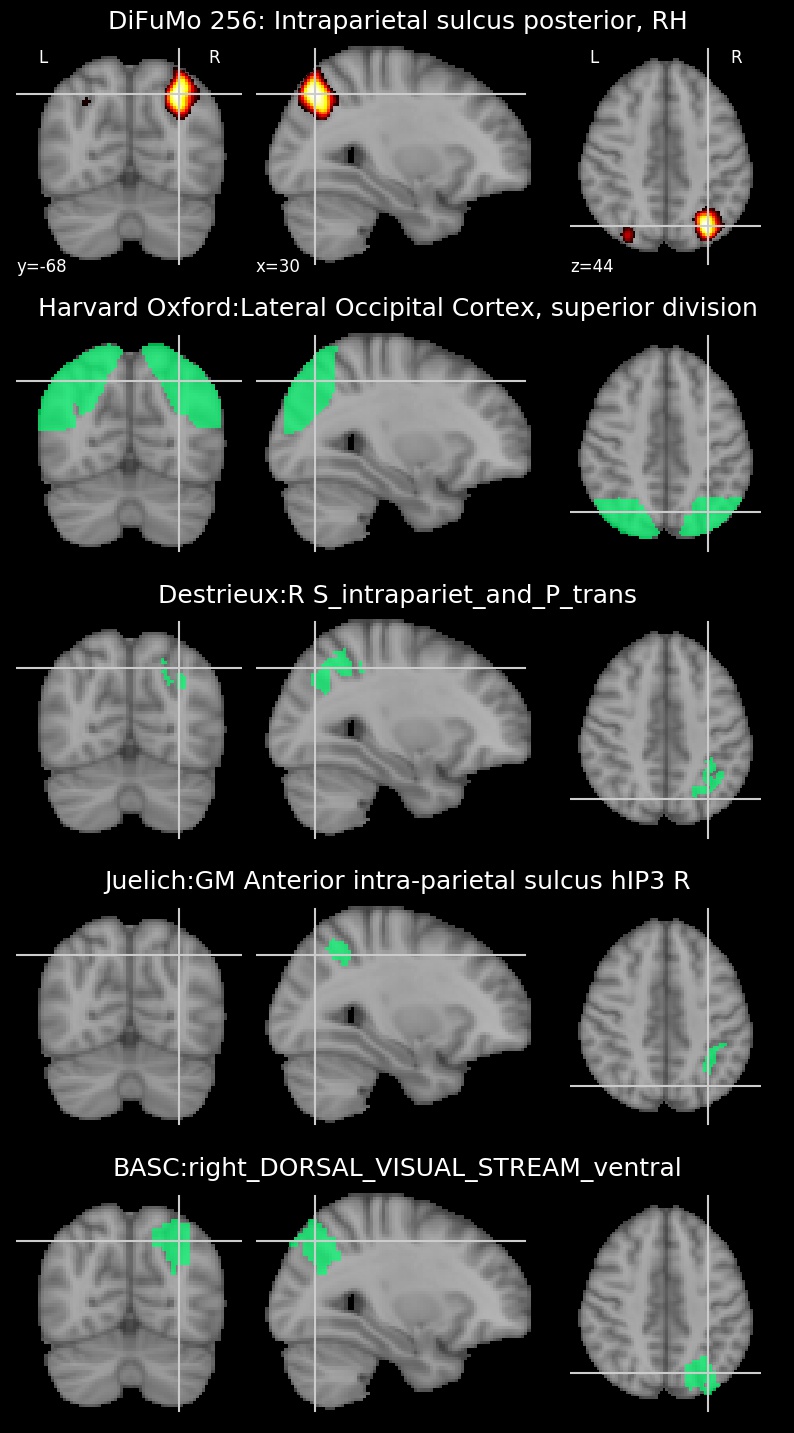 DiFuMo 256: Intraparietal sulcus posterior, RH
L R L R
y=-68 x=30 z=44
Harvard Oxford:Lateral Occipital Cortex, superior division
Destrieux:R S_intrapariet_and_P_trans
Juelich:GM Anterior intra-parietal sulcus hIP3 R
BASC:right_DORSAL_VISUAL_STREAM_ventral